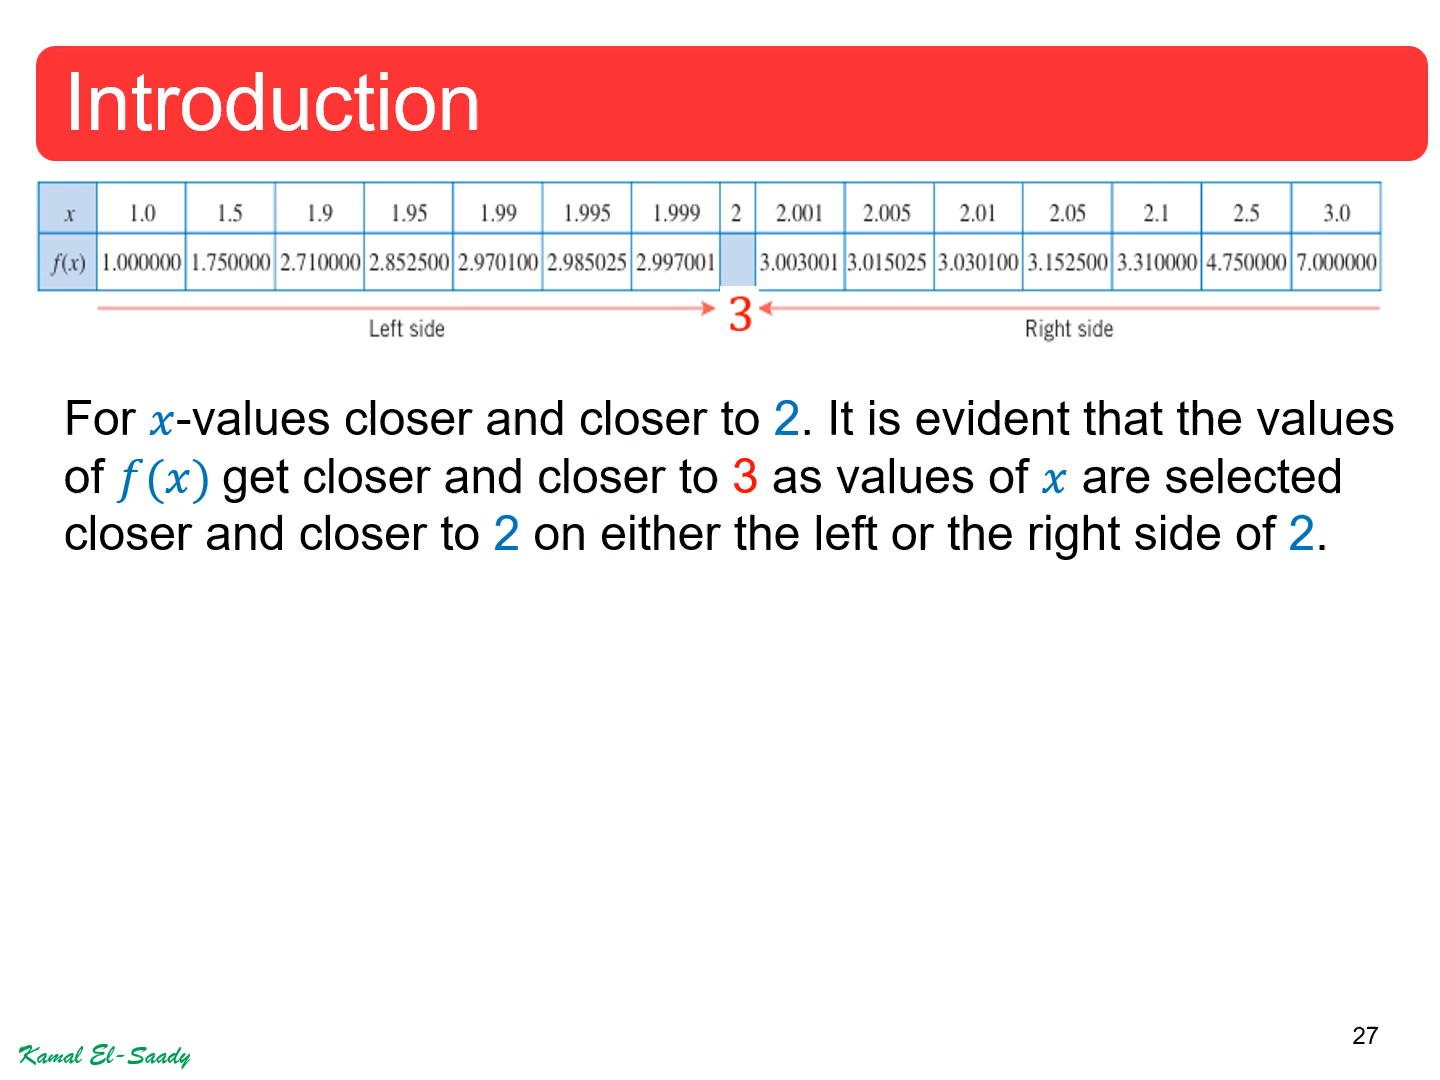 Introduction
x 1.0 1.5 1.9 1.95 1.99 1.995 1.999 2 2.001 2.005 2.01 2.05 2.1 2.5 3.0
f(x) 1.000000 1.750000 2.710000 2.852500 2.970100 2.985025 2.997001 3.003001 3.015025 3.030100 3.152500 3.310000 4.750000 7.000000
3
Left side Right side
For x-values closer and closer to 2. It is evident that the values
of f(x) get closer and closer to 3 as values of x are selected
closer and closer to 2 on either the left or the right side of 2.
27
Kamal El-Saady